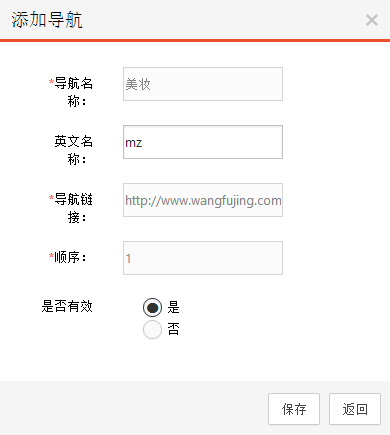 添加导航
×
*导航名
称：
美妆
英文名
称：
mz
*导航链
接：
http://www.wangfujing.com
*顺序：
1
是否有效
是
否
保存 返回